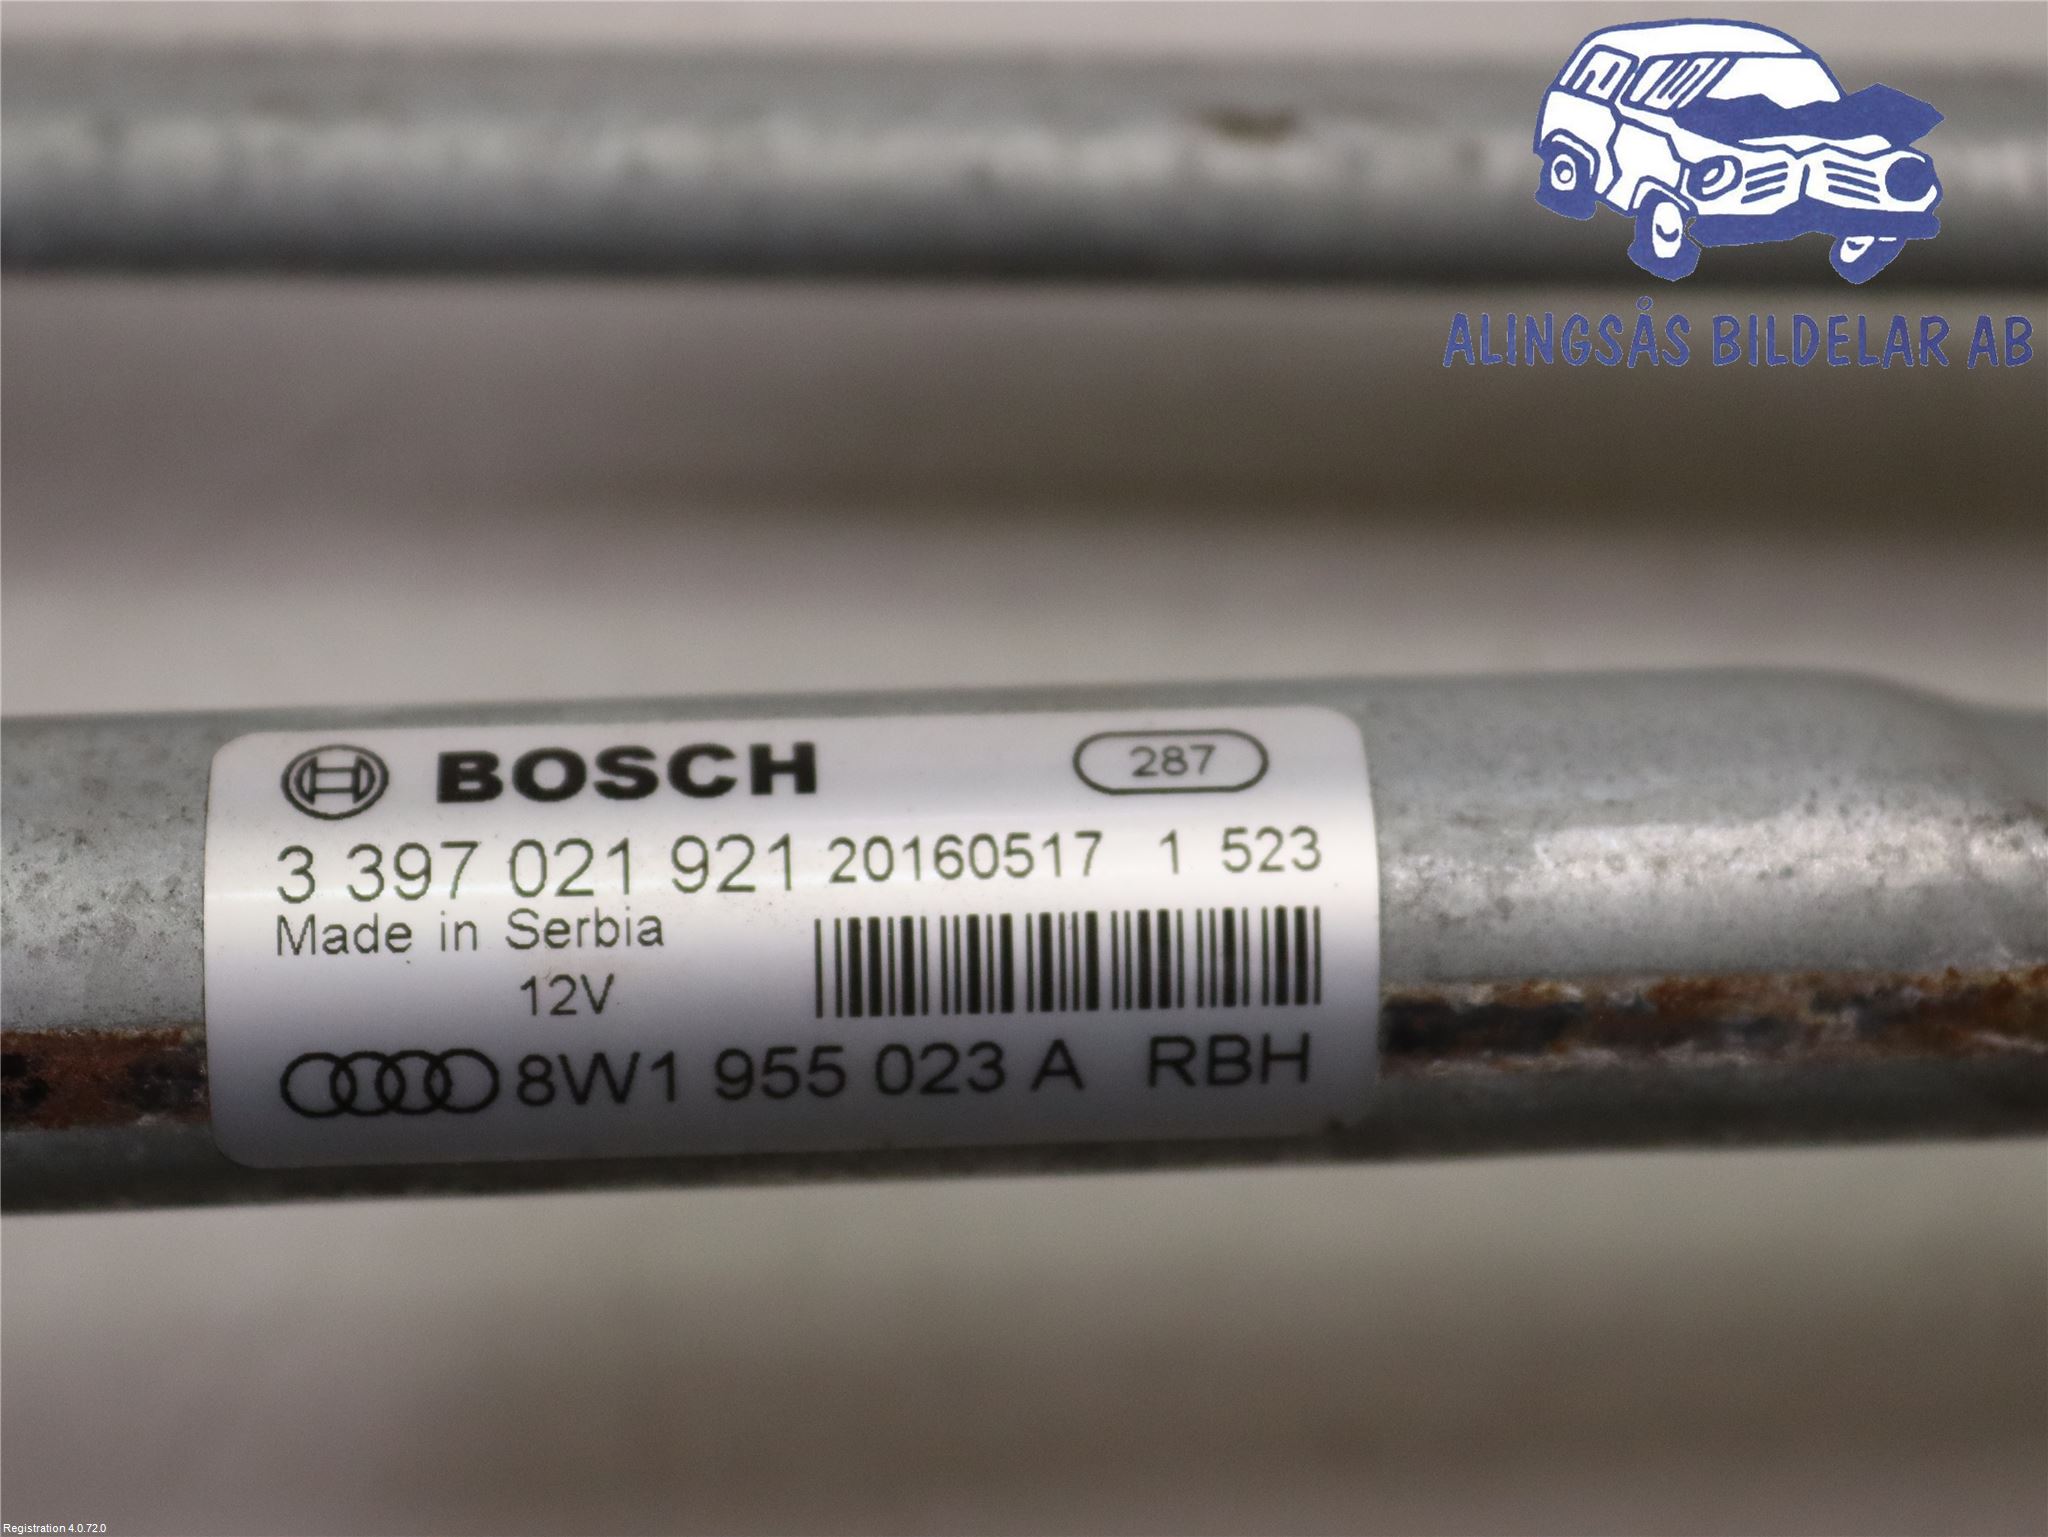 ALINGSÅS BILDELAR AB
BOSCH 287
3 397 021 921 20160517 1 523
Made in Serbia
12V
8W1 955 023 A RBH
Registration 4.0.72.0